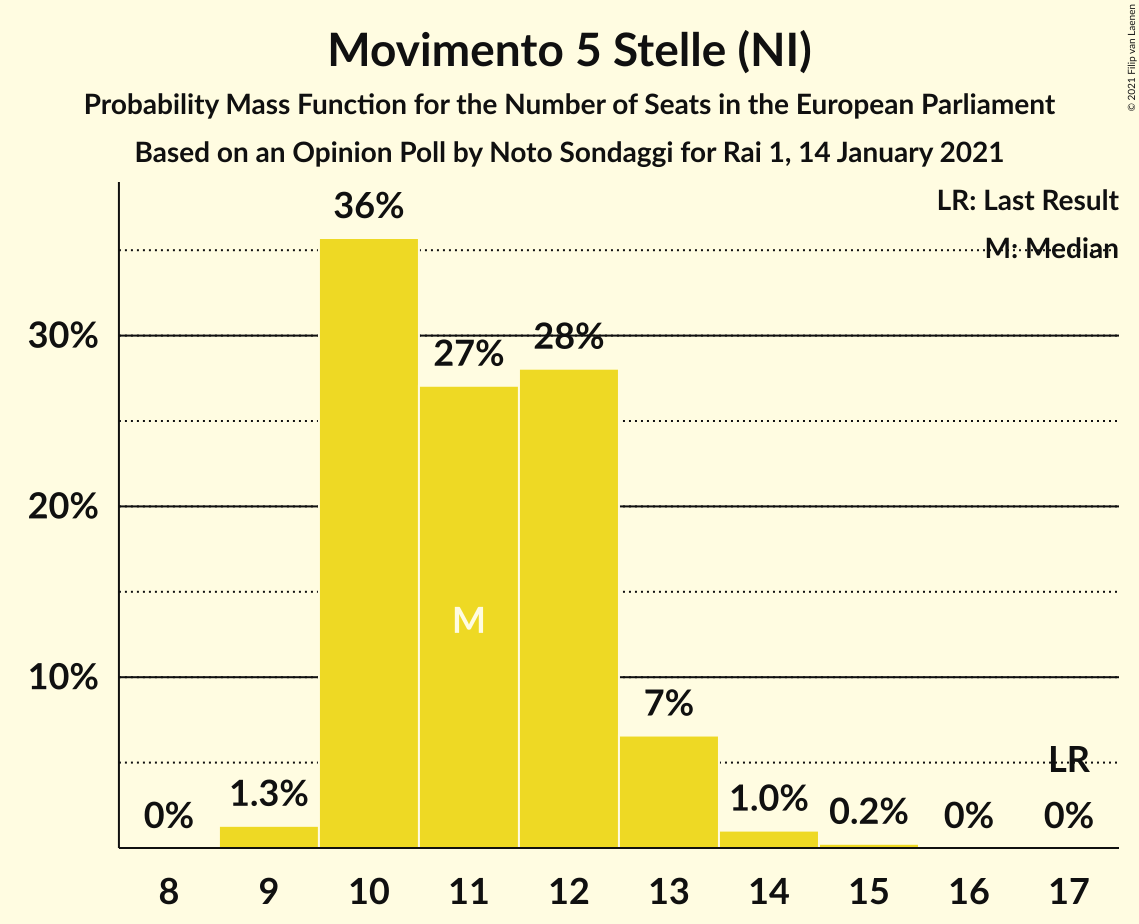 © 2021 Filip van Laenen
Movimento 5 Stelle (NI)
Probability Mass Function for the Number of Seats in the European Parliament
Based on an Opinion Poll by Noto Sondaggi for Rai 1, 14 January 2021
LR: Last Result
M: Median
36%
30%
27%
28%
20%
M
10%
7%
LR
0%
1.3%
1.0%
0.2%
0%
0%
8 9 10 11 12 13 14 15 16 17